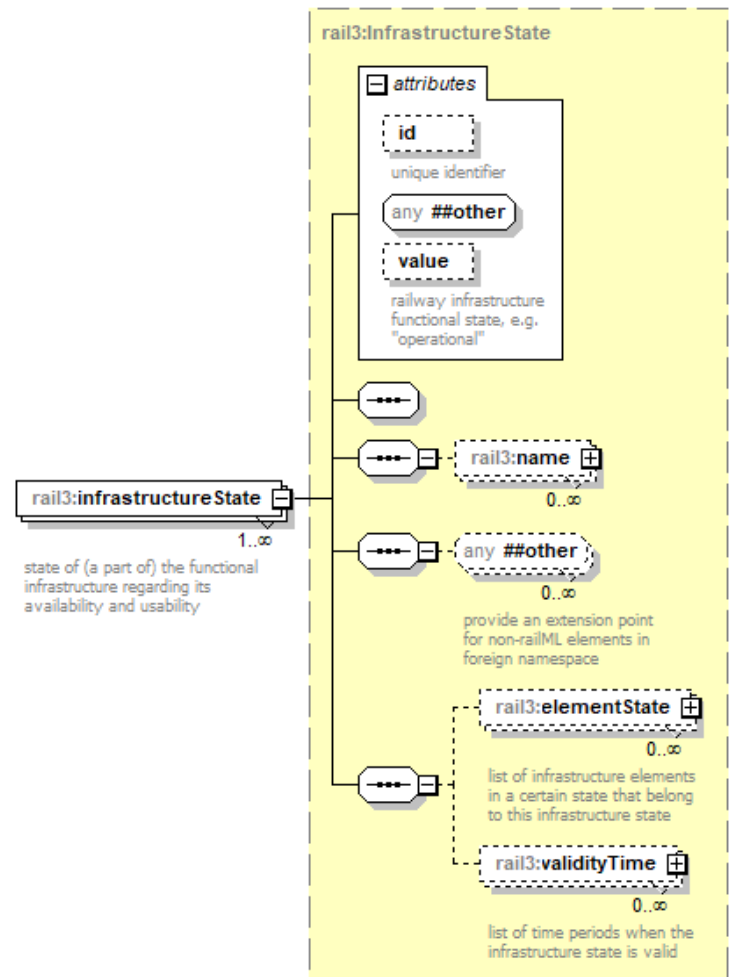 rail3:InfrastructureState
attributes
id
unique identifier
any ##other
value
railway infrastructure
functional state, e.g.
"operational"
rail3:name
0..∞
rail3:infrastructureState
1..∞
state of (a part of) the functional
infrastructure regarding its
availability and usability
any ##other
0..∞
provide an extension point
for non-railML elements in
foreign namespace
rail3:elementState
0..∞
list of infrastructure elements
in a certain state that belong
to this infrastructure state
rail3:validityTime
0..∞
list of time periods when the
infrastructure state is valid